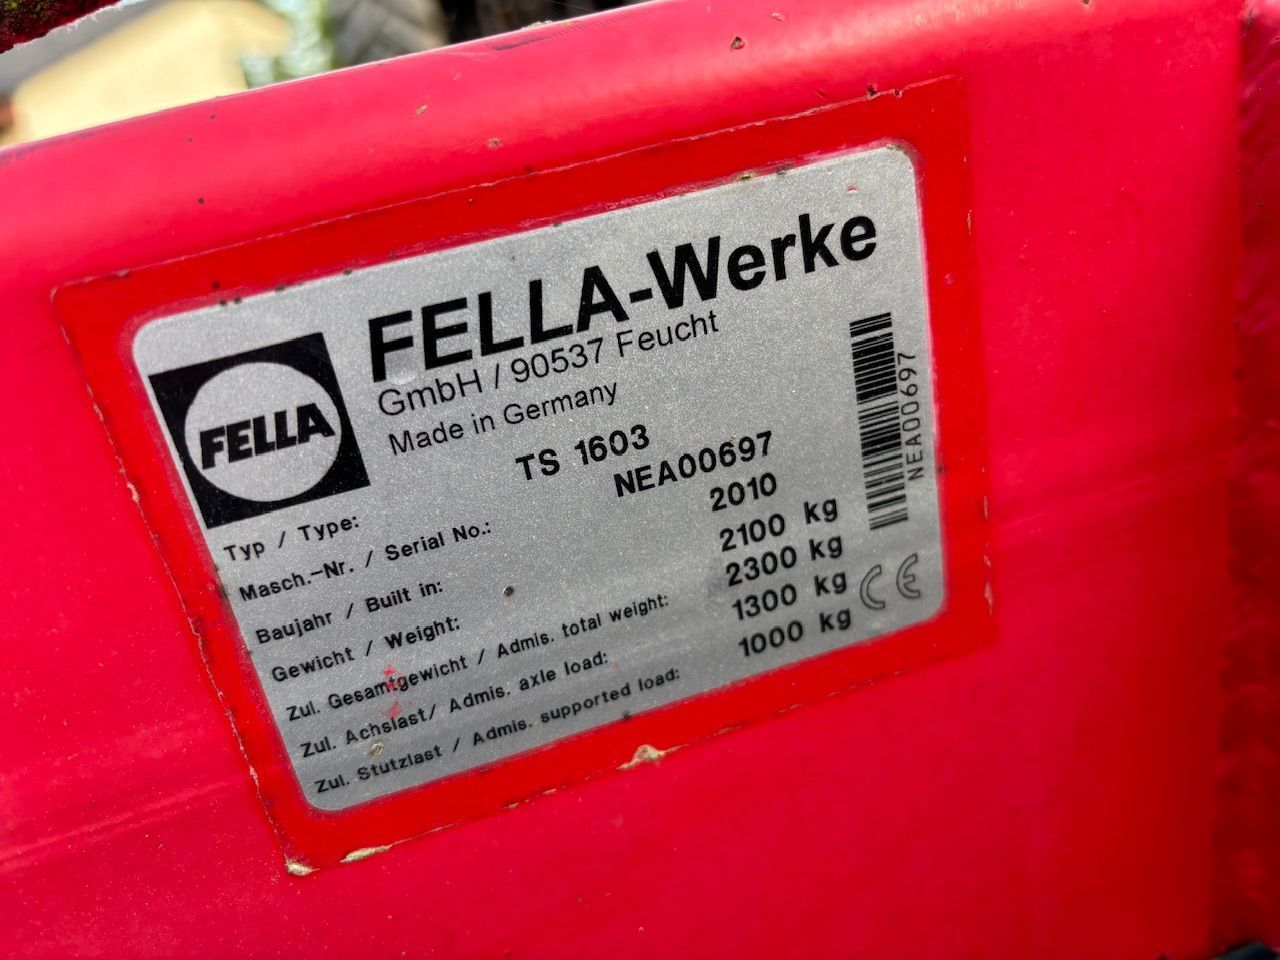 FELLA-Werke
GmbH / 90537 Feucht
Made in Germany
FELLA
Typ / Type: TS 1603
Masch.-Nr. / Serial No.: NEA00697
Baujahr / Built in: 2010
Gewicht / Weight: 2100 kg
Zul. Gesamtgewicht / Admis. total weight: 2300 kg
Zul. Achslast/ Admis. axle load: 1300 kg
Zul. Stützlast / Admis. supported load: 1000 kg
NEA00697
CE